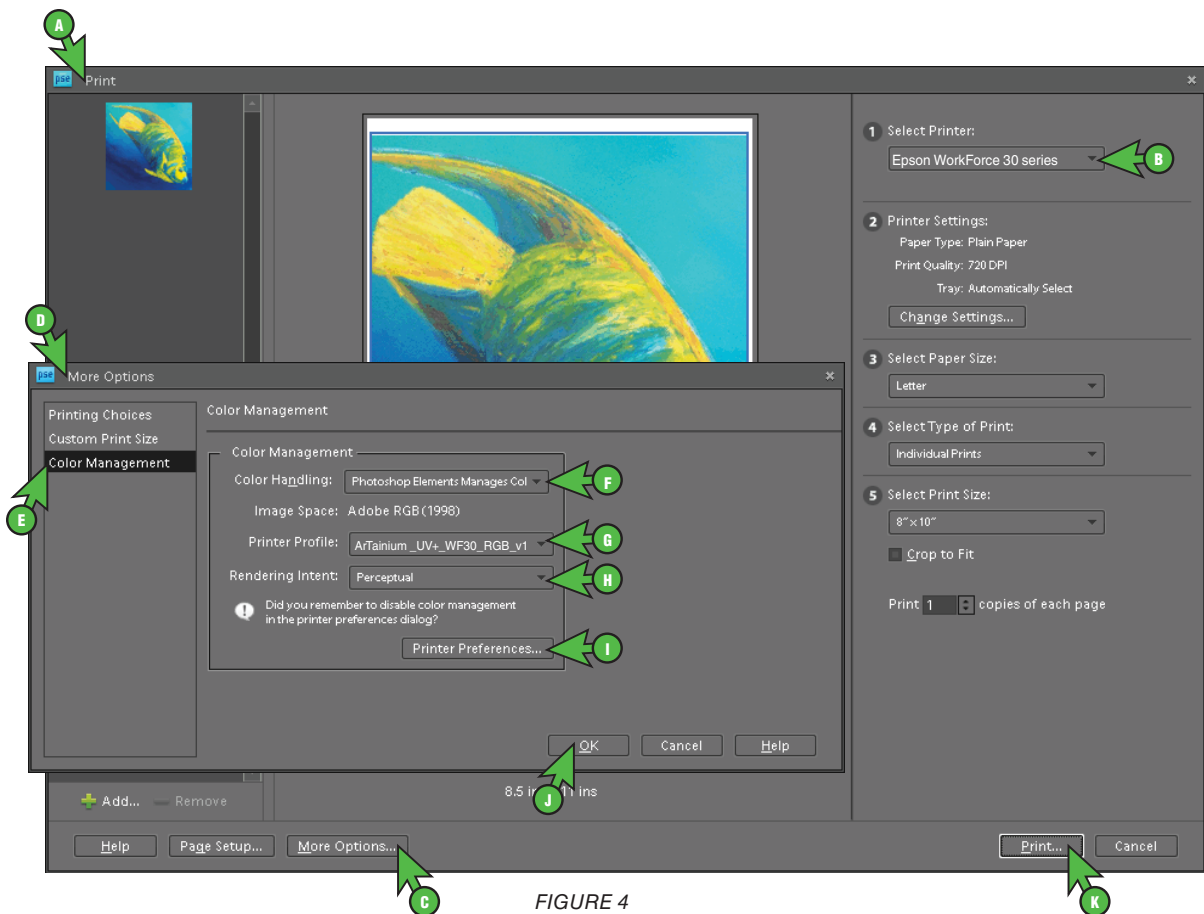 A
pse Print ×
1 Select Printer:
Epson WorkForce 30 series
B
2 Printer Settings:
Paper Type: Plain Paper
Print Quality: 720 DPI
Tray: Automatically Select
Change Settings...
3 Select Paper Size:
Letter
4 Select Type of Print:
Individual Prints
5 Select Print Size:
8"×10"
Crop to Fit
Print 1 copies of each page
D
pse More Options ×
Printing Choices
Custom Print Size
Color Management
E
Color Management
Color Management
Color Handling: Photoshop Elements Manages Col
F
Image Space: Adobe RGB (1998)
Printer Profile: ArTainium _UV+_WF30_RGB_v1
G
Rendering Intent: Perceptual
H
! Did you remember to disable color management
in the printer preferences dialog?
Printer Preferences...
I
OK Cancel Help
J
Add... Remove
8.5 11 ins
Help Page Setup... More Options...
C
Print... Cancel
K
FIGURE 4